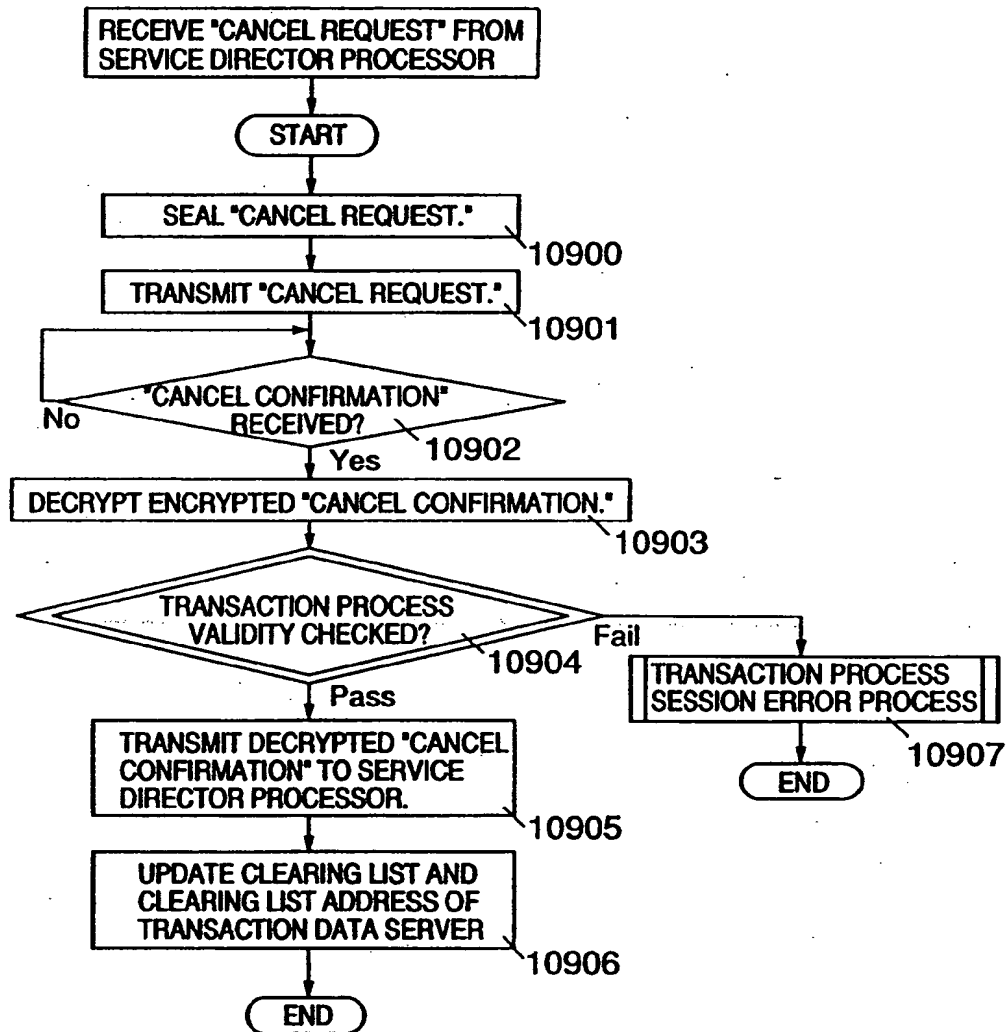 RECEIVE "CANCEL REQUEST" FROM
SERVICE DIRECTOR PROCESSOR
START
SEAL "CANCEL REQUEST."
10900
TRANSMIT "CANCEL REQUEST."
10901
"CANCEL CONFIRMATION"
RECEIVED?
No
10902
Yes
DECRYPT ENCRYPTED "CANCEL CONFIRMATION."
10903
TRANSACTION PROCESS
VALIDITY CHECKED?
10904
Fail
Pass
TRANSACTION PROCESS
SESSION ERROR PROCESS
10907
END
TRANSMIT DECRYPTED "CANCEL
CONFIRMATION" TO SERVICE
DIRECTOR PROCESSOR.
10905
UPDATE CLEARING LIST AND
CLEARING LIST ADDRESS OF
TRANSACTION DATA SERVER
10906
END